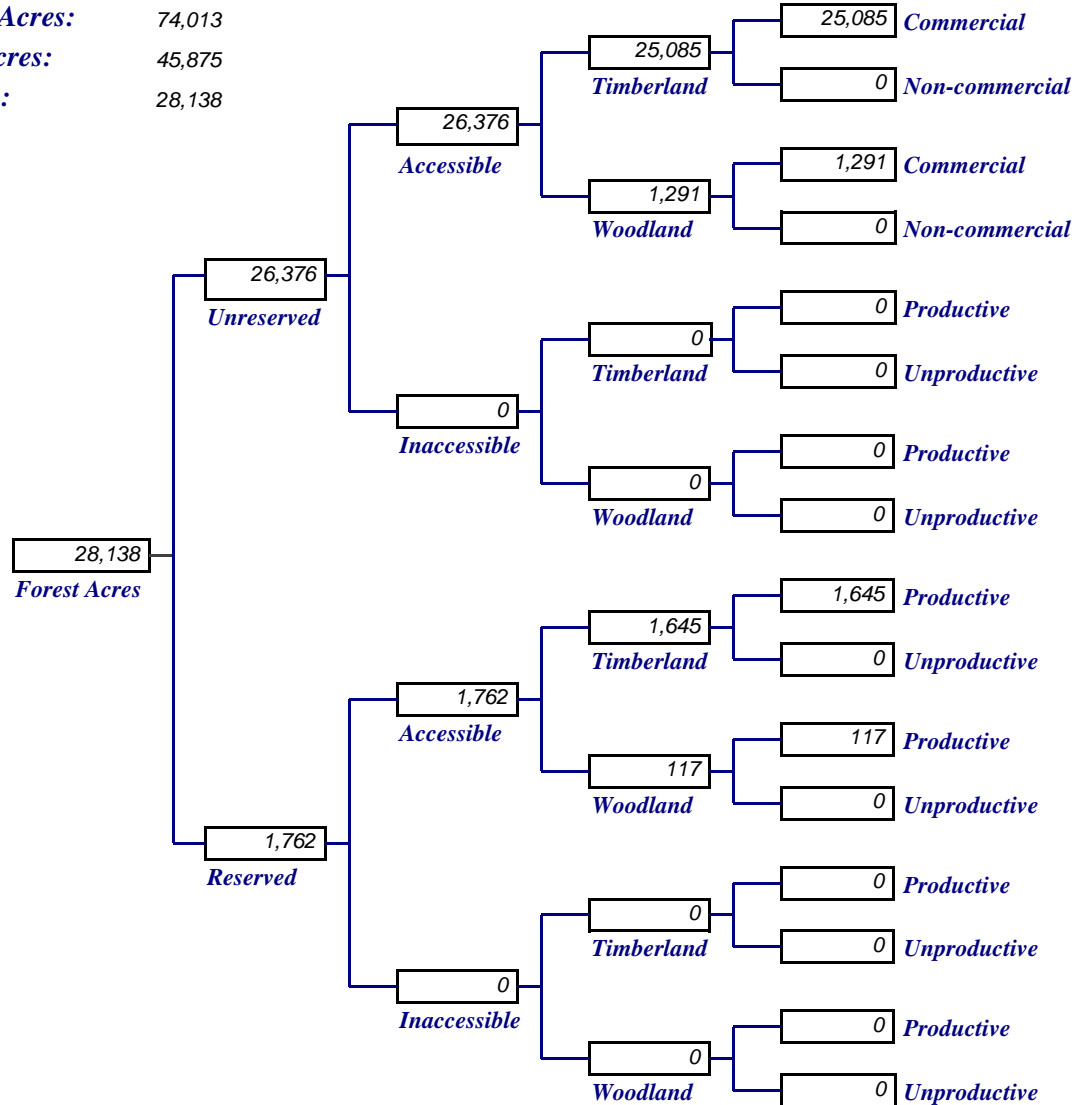 Acres: 74,013
cres: 45,875
: 28,138
25,085 Commercial
25,085
Timberland
0 Non-commercial
26,376
Accessible
1,291 Commercial
1,291
Woodland
0 Non-commercial
26,376
Unreserved
0 Productive
0
Timberland
0 Unproductive
0
Inaccessible
0 Productive
0
Woodland
0 Unproductive
28,138
Forest Acres
1,645 Productive
1,645
Timberland
0 Unproductive
1,762
Accessible
117 Productive
117
Woodland
0 Unproductive
1,762
Reserved
0 Productive
0
Timberland
0 Unproductive
0
Inaccessible
0 Productive
0
Woodland
0 Unproductive